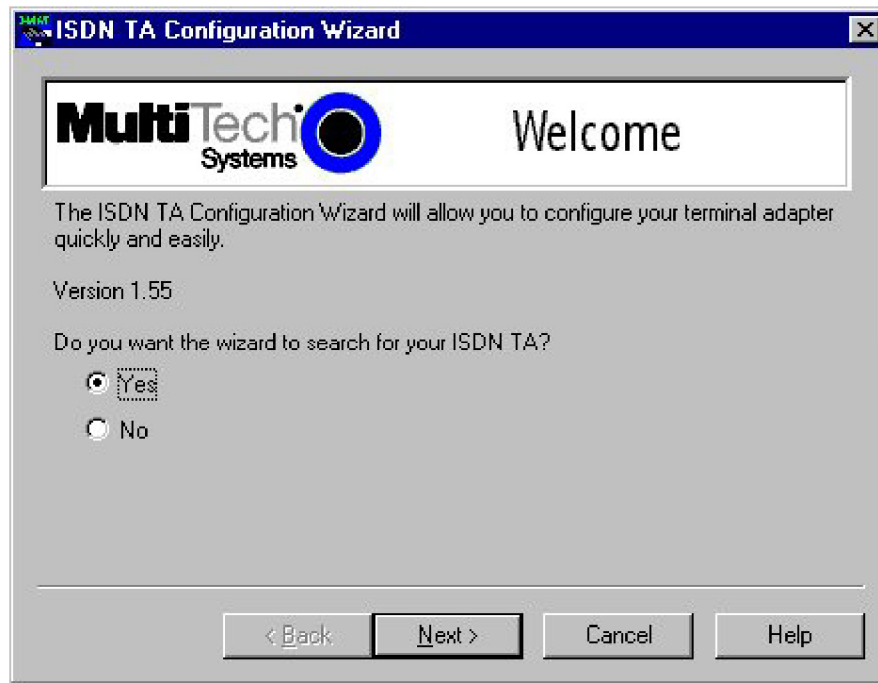 ISDN TA Configuration Wizard
MultiTech
Systems
Welcome
The ISDN TA Configuration Wizard will allow you to configure your terminal adapter
quickly and easily.
Version 1.55
Do you want the wizard to search for your ISDN TA?
Yes
No
< Back
Next >
Cancel
Help